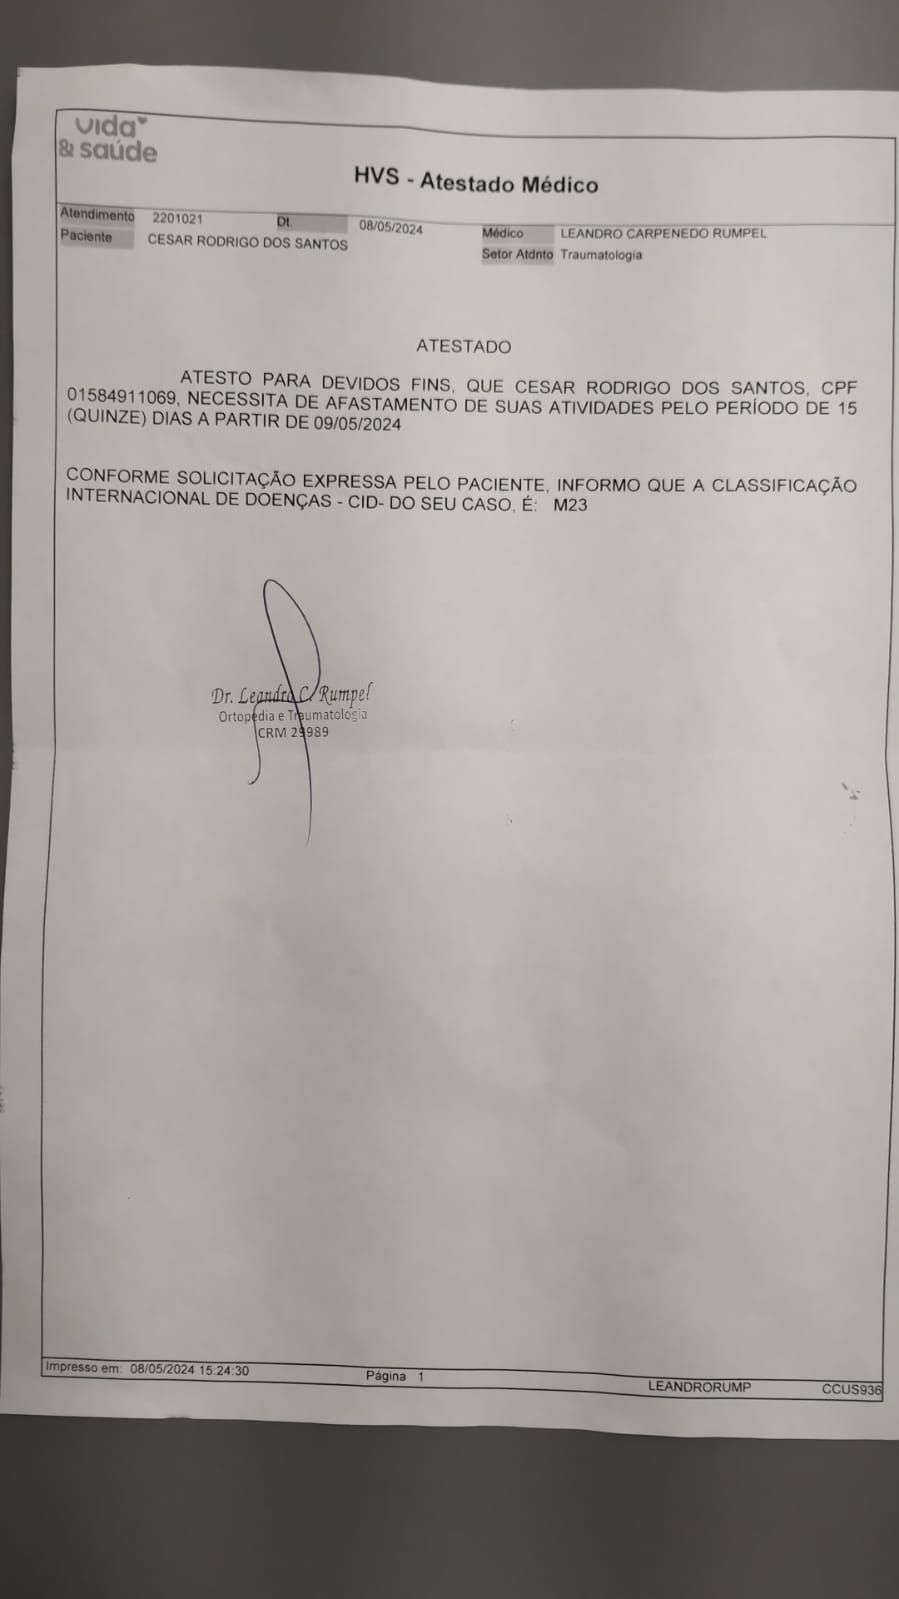 vida
& saúde
HVS - Atestado Médico
Atendimento 2201021 Dt. 08/05/2024
Paciente CESAR RODRIGO DOS SANTOS
Médico LEANDRO CARPENEDO RUMPEL
Setor Atdnto Traumatologia
ATESTADO
ATESTO PARA DEVIDOS FINS, QUE CESAR RODRIGO DOS SANTOS, CPF
01584911069, NECESSITA DE AFASTAMENTO DE SUAS ATIVIDADES PELO PERÍODO DE 15
(QUINZE) DIAS A PARTIR DE 09/05/2024
CONFORME SOLICITAÇÃO EXPRESSA PELO PACIENTE, INFORMO QUE A CLASSIFICAÇÃO
INTERNACIONAL DE DOENÇAS - CID- DO SEU CASO, É: M23
Dr. Leandro C. Rumpel
Ortopedia e Traumatologia
CRM 29989
Impresso em: 08/05/2024 15:24:30 Página 1 LEANDRORUMP CCUS936